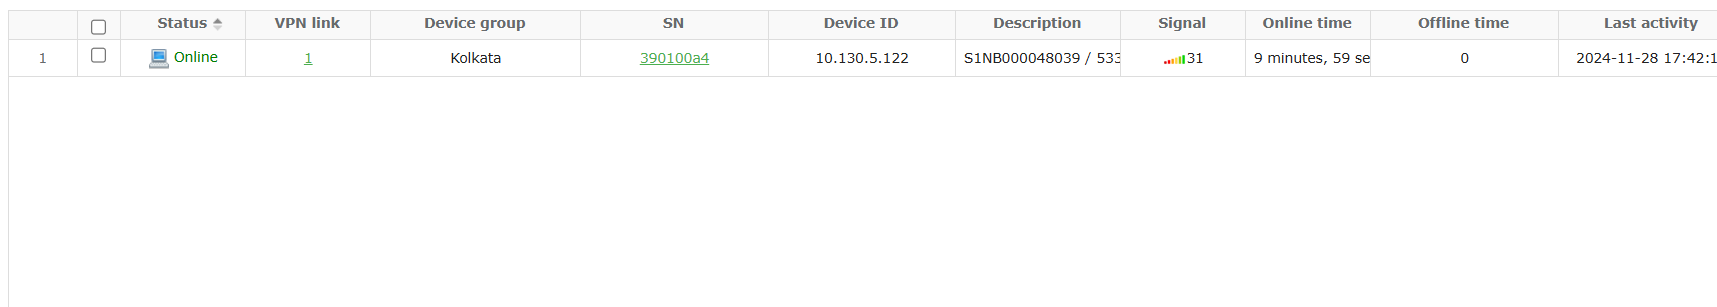 Status VPN link Device group SN Device ID Description Signal Online time Offline time Last activity
1 Online 1 Kolkata 390100a4 10.130.5.122 S1NB000048039 / 533 31 9 minutes, 59 se 0 2024-11-28 17:42:1